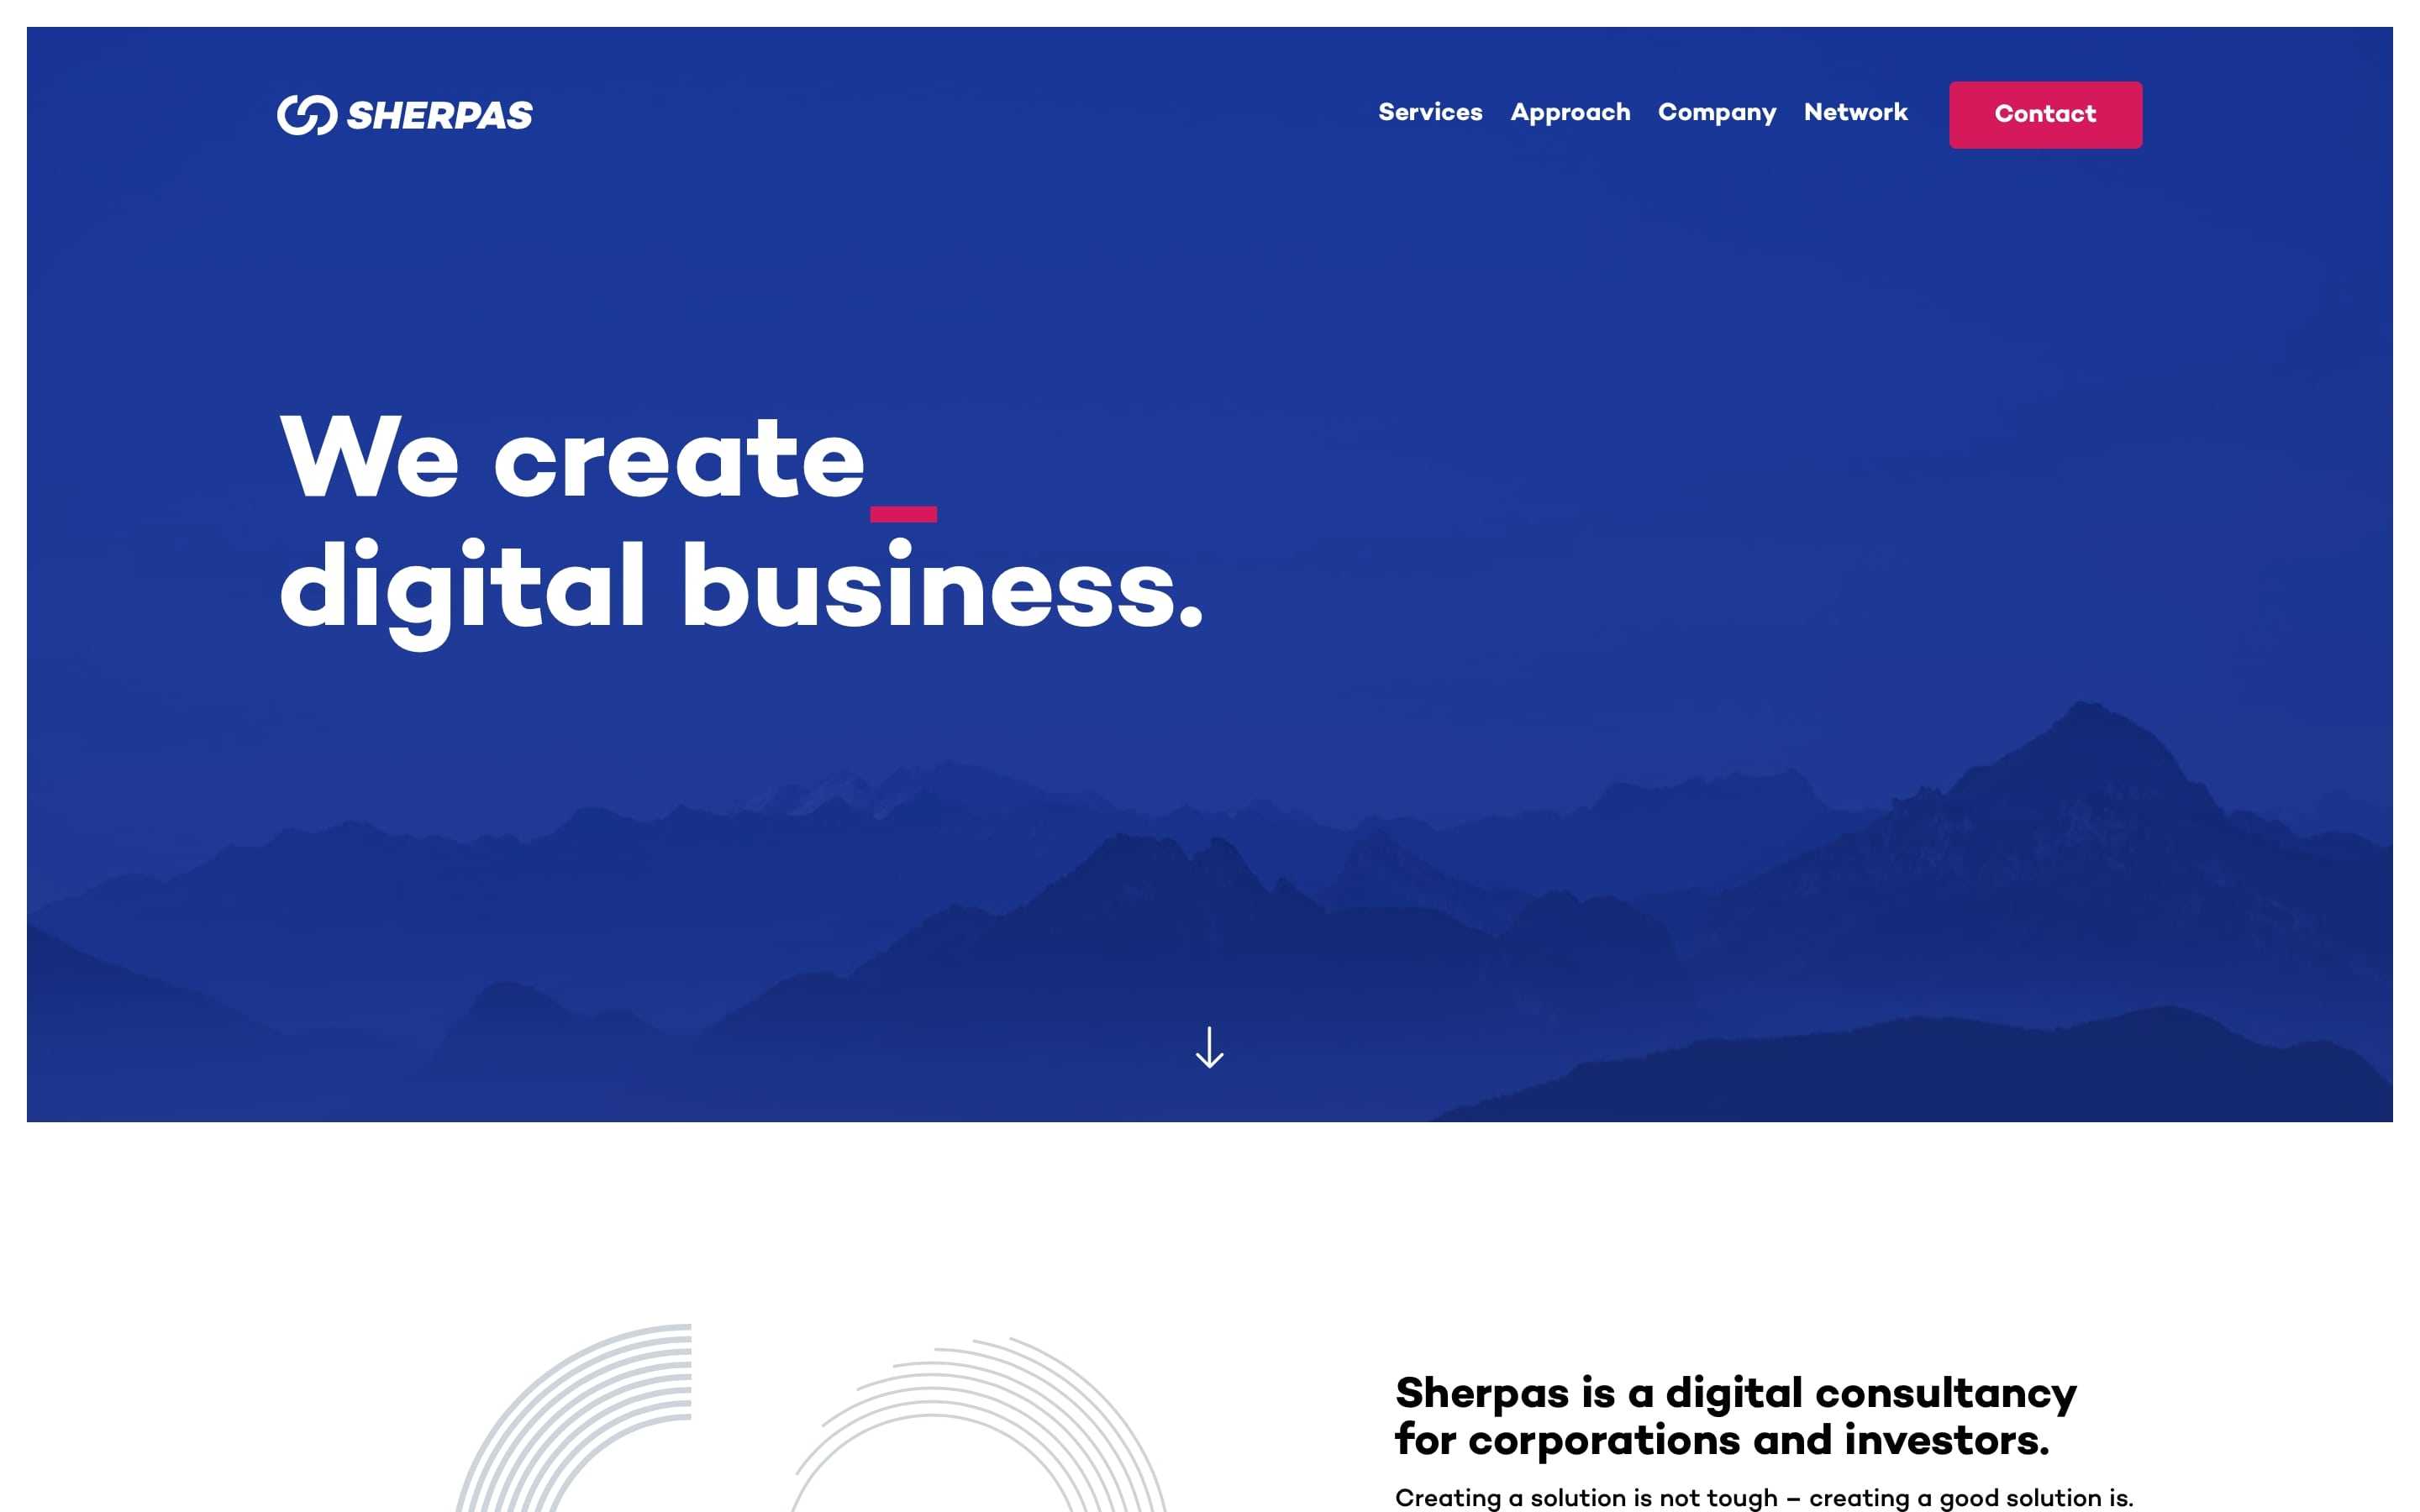 SHERPAS
Services Approach Company Network Contact
We create_
digital business.
Sherpas is a digital consultancy
for corporations and investors.
Creating a solution is not tough – creating a good solution is.